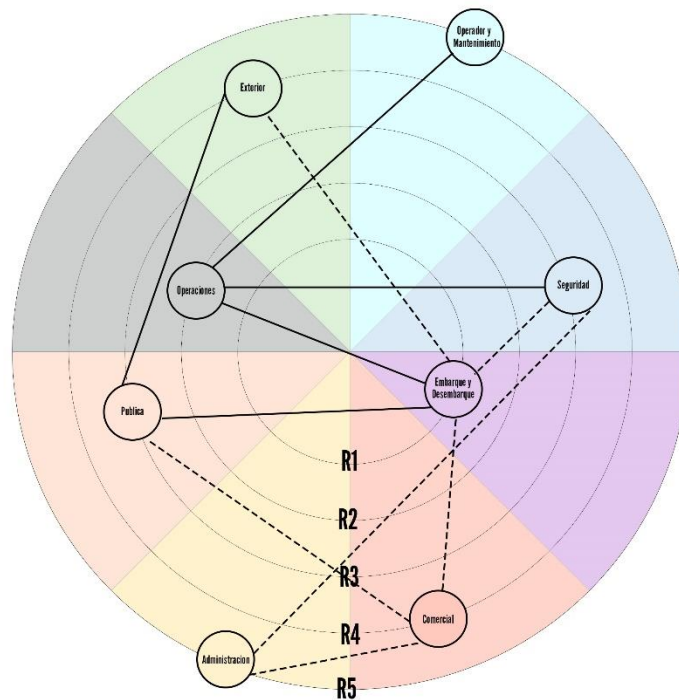 Operador y
Mantenimiento
Exterior
Seguridad
Operaciones
Embarque y
Desembarque
Publica
R1
R2
R3
Comercial
R4
Administracion
R5